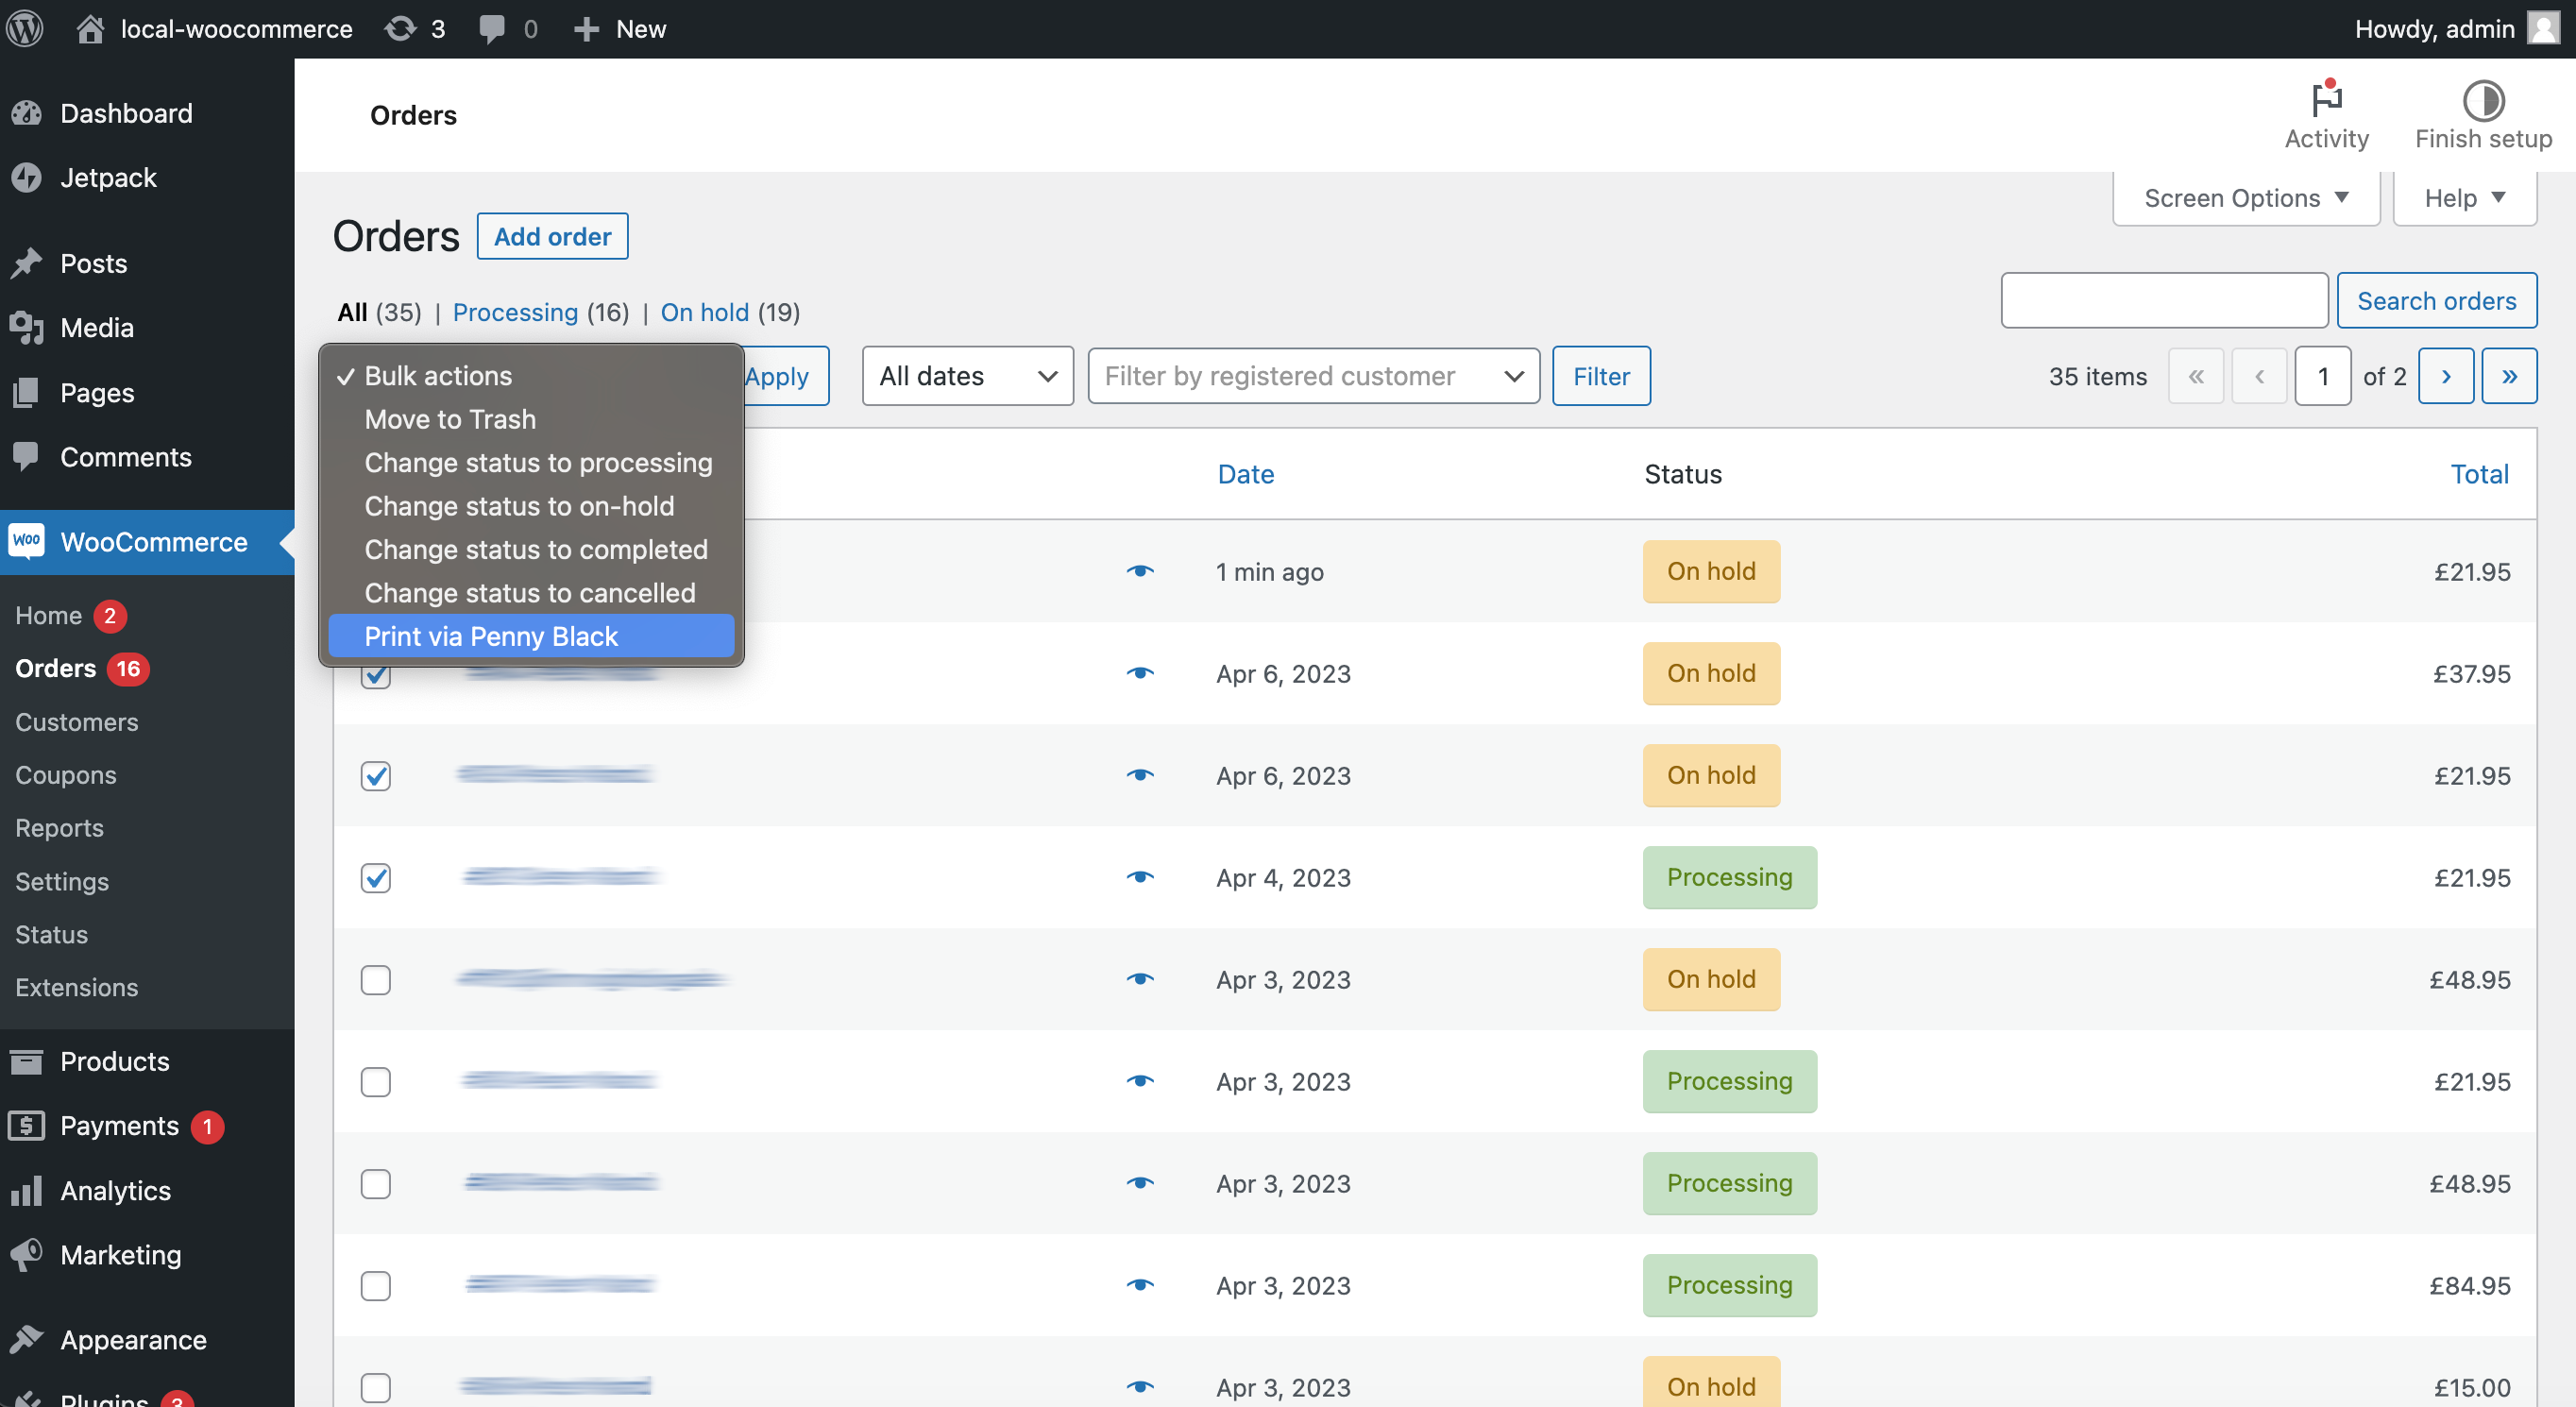 local-woocommerce 3 0 + New Howdy, admin
Dashboard
Jetpack
Posts
Media
Pages
Comments
Woo WooCommerce
Home 2
Orders 16
Customers
Coupons
Reports
Settings
Status
Extensions
Products
Payments 1
Analytics
Marketing
Appearance
Plugins 3
Orders
Activity
Finish setup
Screen Options ▼
Help ▼
Orders Add order
All (35) | Processing (16) | On hold (19)
Search orders
✓ Bulk actions
Move to Trash
Change status to processing
Change status to on-hold
Change status to completed
Change status to cancelled
Print via Penny Black
Apply All dates Filter by registered customer Filter
35 items « ‹ 1 of 2 › »
Date Status Total
1 min ago On hold £21.95
Apr 6, 2023 On hold £37.95
Apr 6, 2023 On hold £21.95
Apr 4, 2023 Processing £21.95
Apr 3, 2023 On hold £48.95
Apr 3, 2023 Processing £21.95
Apr 3, 2023 Processing £48.95
Apr 3, 2023 Processing £84.95
Apr 3, 2023 On hold £15.00